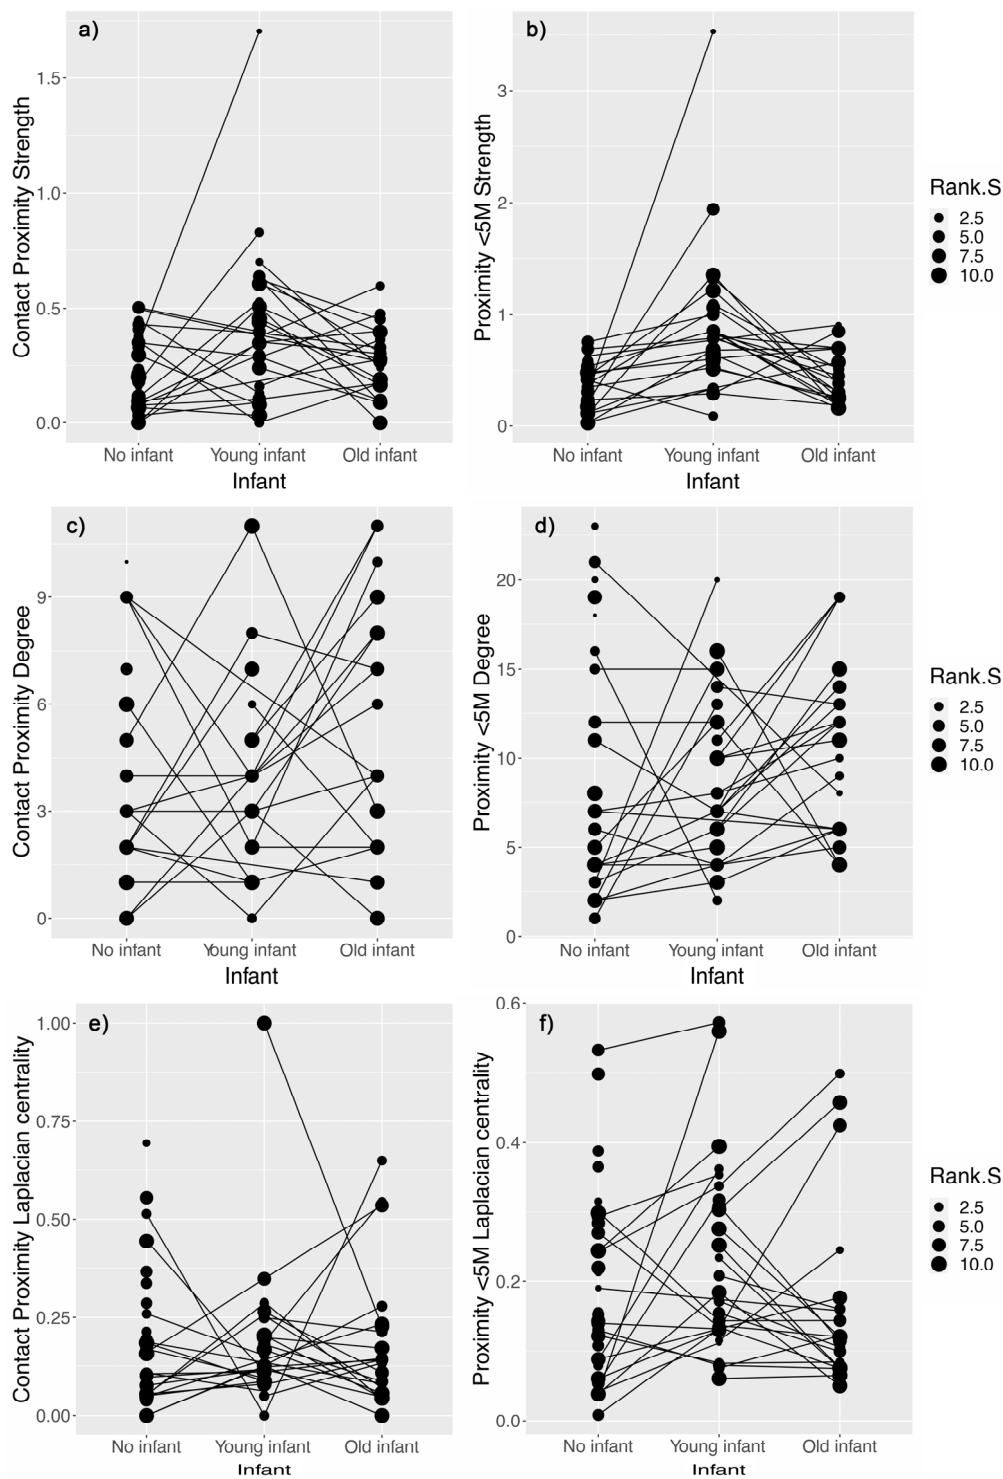 a)
Contact Proximity Strength
1.5
1.0
0.5
0.0
No infant Young infant Old infant
Infant
b)
Proximity <5M Strength
3
2
1
0
No infant Young infant Old infant
Infant
Rank.S
2.5
5.0
7.5
10.0
c)
Contact Proximity Degree
9
6
3
0
No infant Young infant Old infant
Infant
d)
Proximity <5M Degree
20
15
10
5
0
No infant Young infant Old infant
Infant
Rank.S
2.5
5.0
7.5
10.0
e)
Contact Proximity Laplacian centrality
1.00
0.75
0.50
0.25
0.00
No infant Young infant Old infant
Infant
f)
Proximity <5M Laplacian centrality
0.6
0.4
0.2
0.0
No infant Young infant Old infant
Infant
Rank.S
2.5
5.0
7.5
10.0